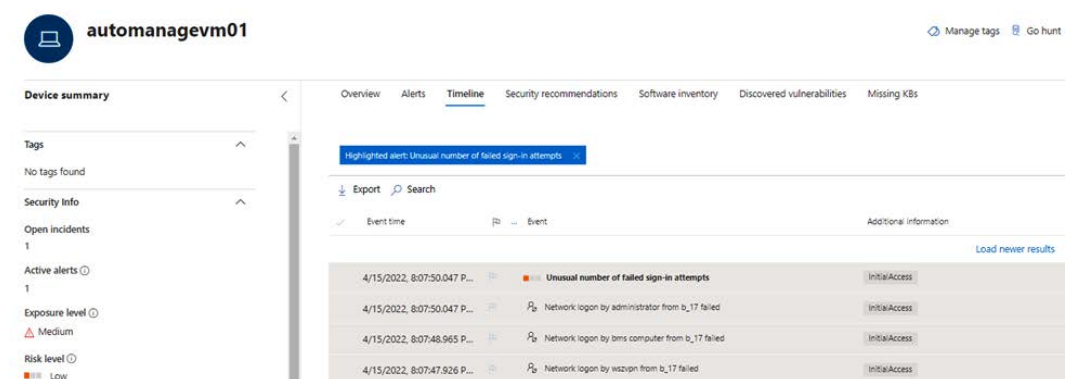 automanagevm01
Manage tags Go hunt
Device summary
Overview Alerts Timeline Security recommendations Software inventory Discovered vulnerabilities Missing KBs
Tags
No tags found
Highlighted alert: Unusual number of failed sign-in attempts
Security Info
Export Search
Open incidents
1
Event time ... Event Additional information
Load newer results
Active alerts
1
4/15/2022, 8:07:50.047 P... Unusual number of failed sign-in attempts InitialAccess
Exposure level
4/15/2022, 8:07:50.047 P... Network logon by administrator from b_17 failed InitialAccess
Medium
4/15/2022, 8:07:48.965 P... Network logon by bms computer from b_17 failed InitialAccess
Risk level
4/15/2022, 8:07:47.926 P... Network logon by wszvpn from b_17 failed InitialAccess
Low